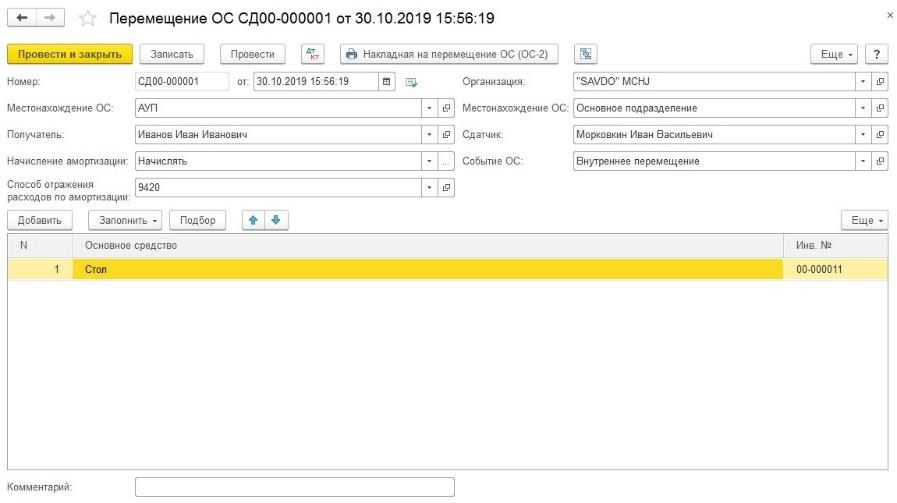 Перемещение ОС СД00-000001 от 30.10.2019 15:56:19
Провести и закрыть Записать Провести Дт Кт Накладная на перемещение ОС (ОС-2) Еще ?
Номер: СД00-000001 от: 30.10.2019 15:56:19 Организация: "SAVDO" MCHJ
Местонахождение ОС: АУП Местонахождение ОС: Основное подразделение
Получатель: Иванов Иван Иванович Сдатчик: Морковкин Иван Васильевич
Начисление амортизации: Начислять ... Событие ОС: Внутреннее перемещение
Способ отражения
расходов по амортизации: 9420
Добавить Заполнить Подбор Еще
N Основное средство Инв. №
1 Стол 00-000011
Комментарий: